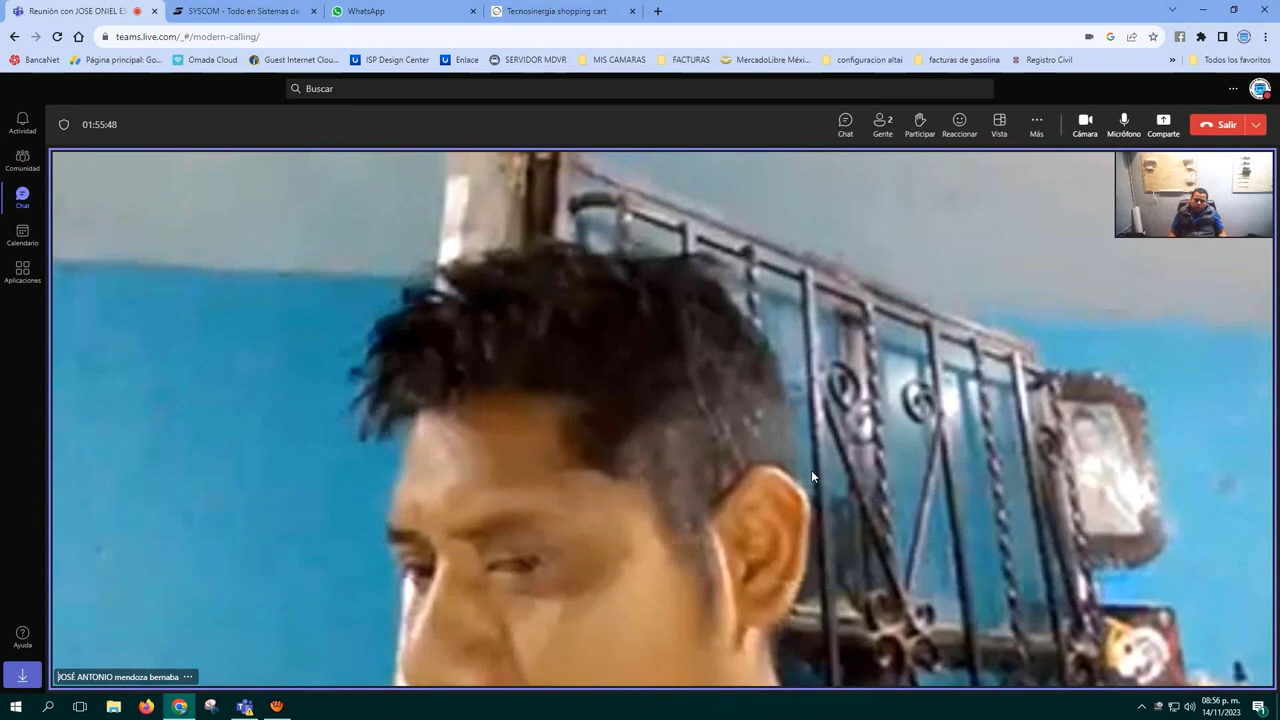 Reunión con JOSE ONIEL ES
SYSCOM - Todo en Sistemas de
WhatsApp
Tecnosinergia shopping cart
teams.live.com/_#/modern-calling/
BancaNet
Página principal: Go...
Omada Cloud
Guest Internet Clou...
ISP Design Center
Enlace
SERVIDOR MDVR
MIS CAMARAS
FACTURAS
MercadoLibre Méxi...
configuracion altai
facturas de gasolina
Registro Civil
»
Todos los favoritos
Buscar
01:55:48
Chat
Gente
2
Participar
Reaccionar
Vista
Más
Cámara
Micrófono
Comparte
Salir
Actividad
Comunidad
Chat
Calendario
Aplicaciones
Ayuda
JOSÉ ANTONIO mendoza bernaba
08:56 p. m.
14/11/2023
1